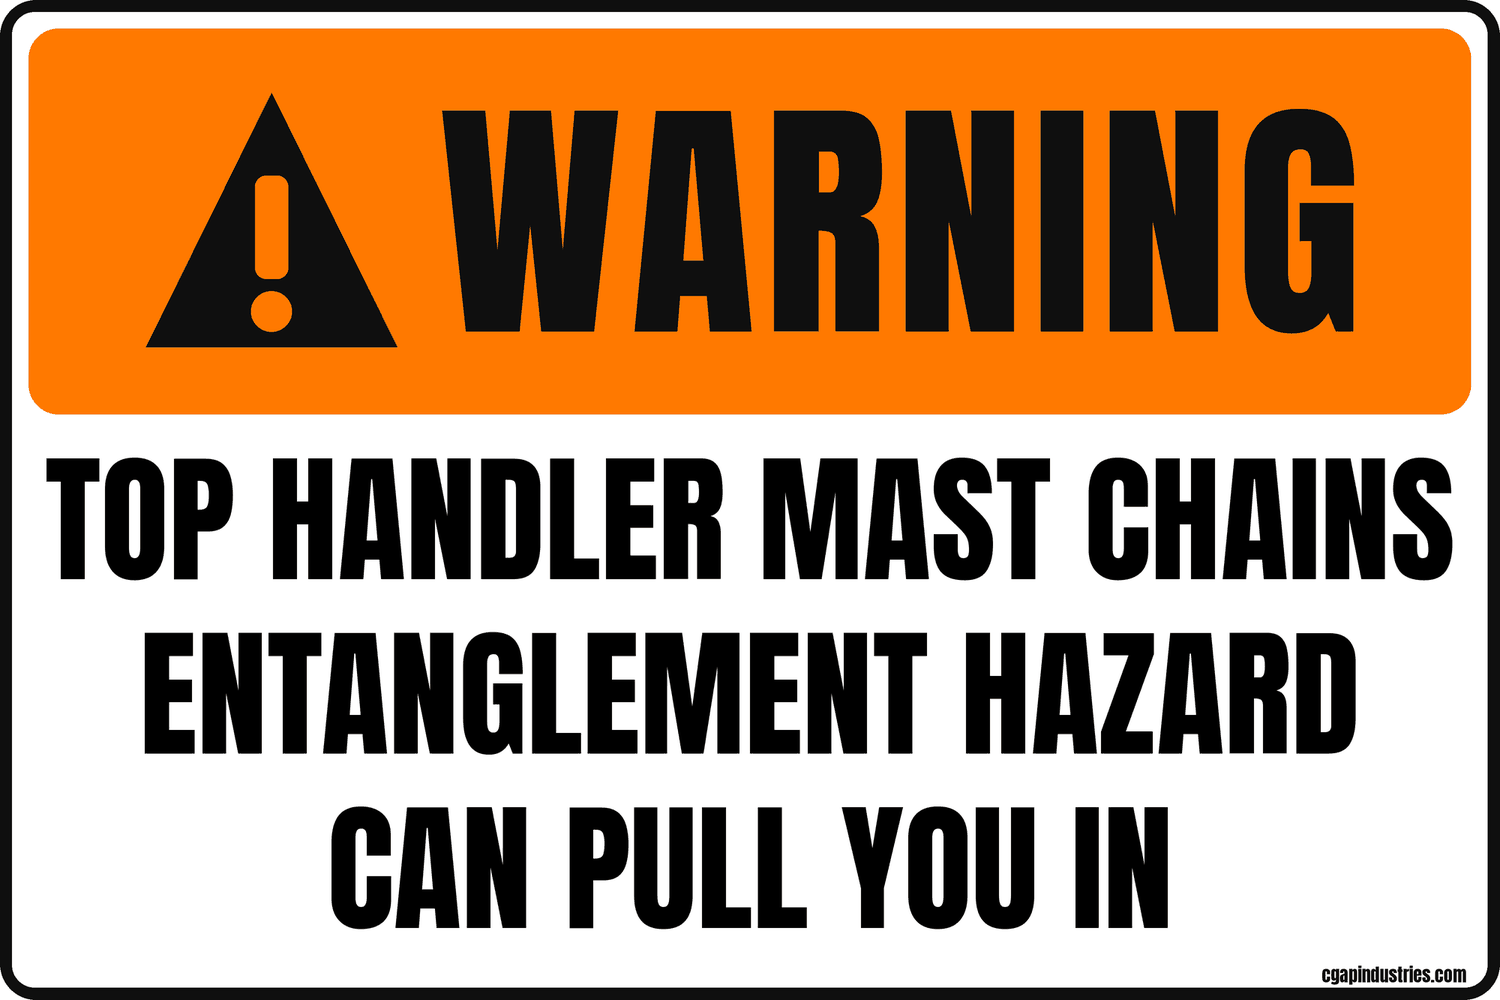 WARNING
TOP HANDLER MAST CHAINS
ENTANGLEMENT HAZARD
CAN PULL YOU IN
cgapindustries.com